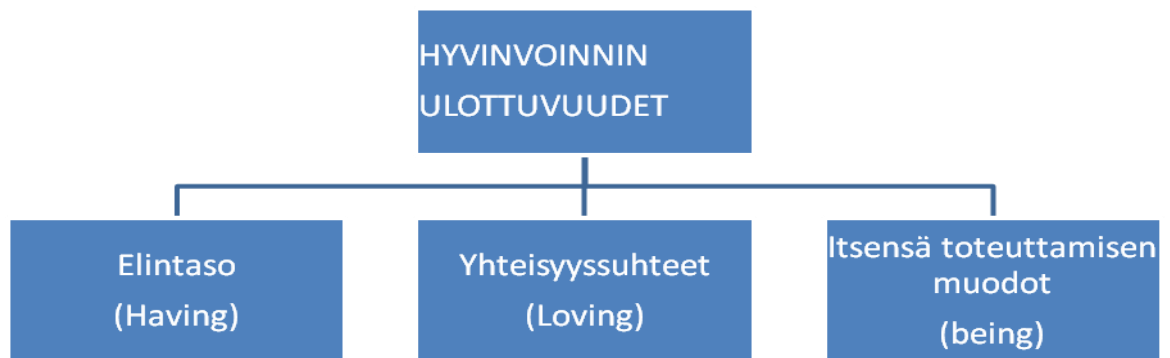 HYVINVOINNIN
ULOTTUVUUDET
Elintaso
(Having)
Yhteisyyssuhteet
(Loving)
Itsensä toteuttamisen
muodot
(being)